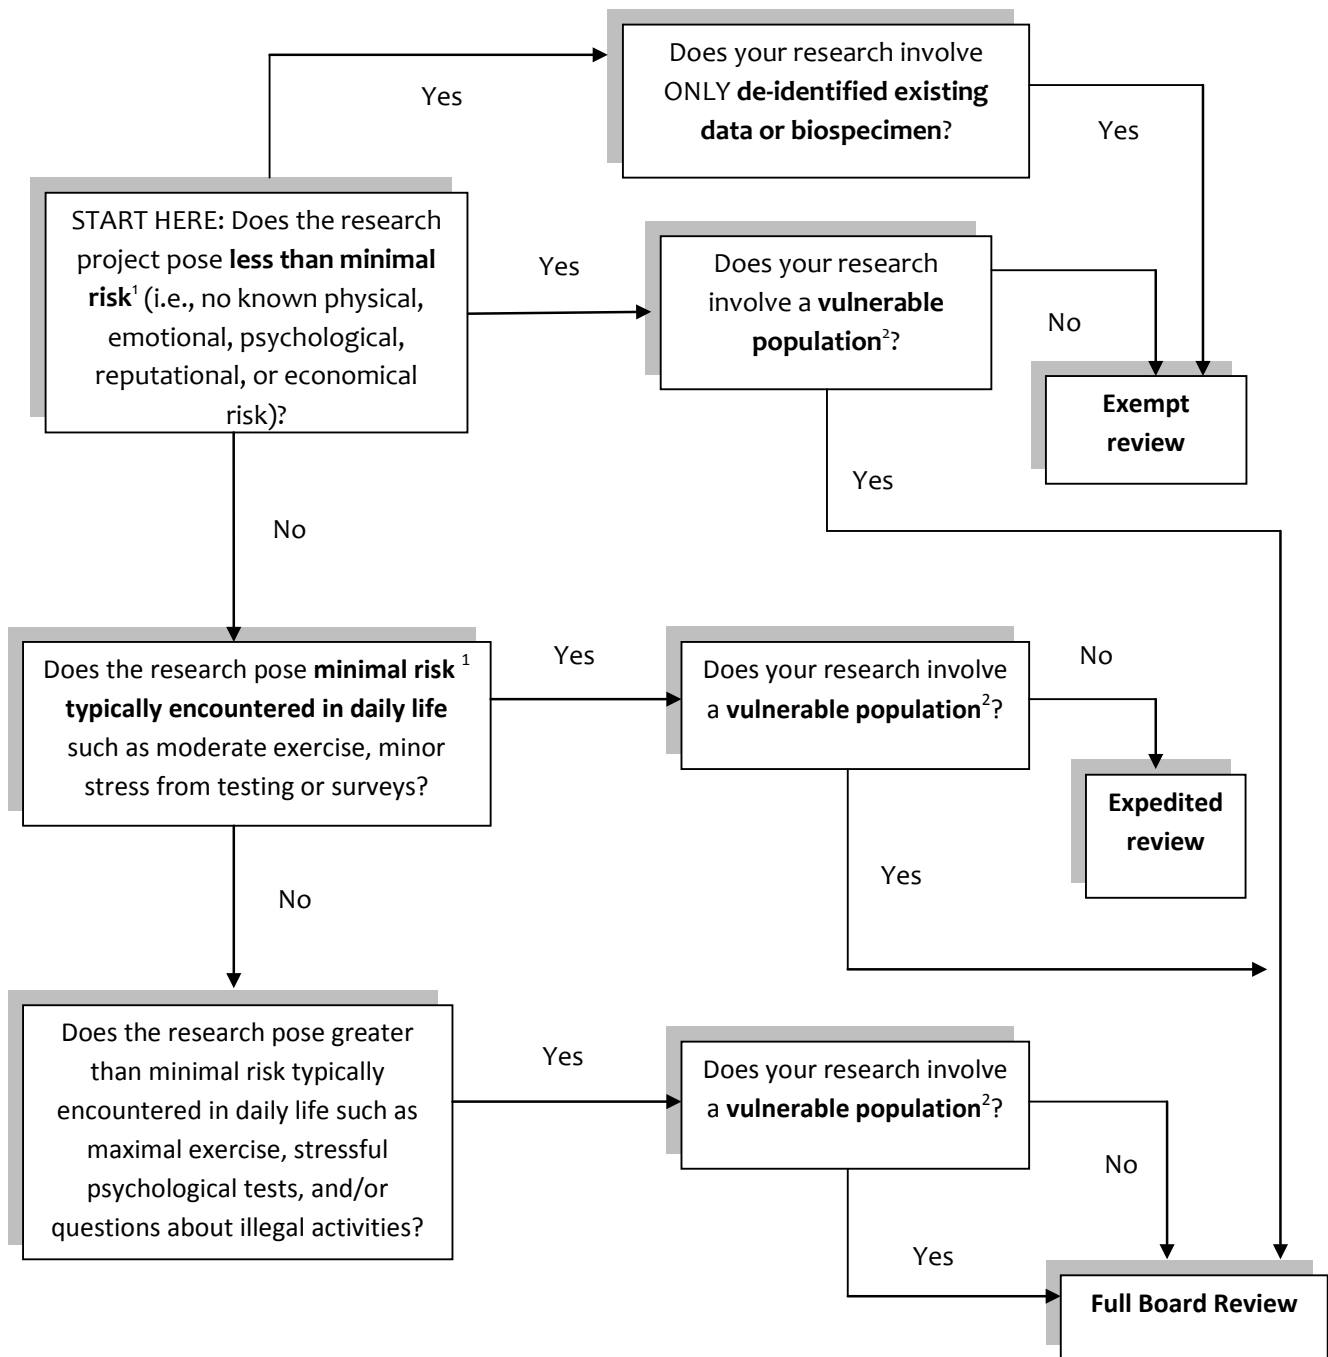 Does your research involve
ONLY de-identified existing
data or biospecimen?
Yes
Yes
START HERE: Does the research
project pose less than minimal
risk¹ (i.e., no known physical,
emotional, psychological,
reputational, or economical
risk)?
Yes
Does your research
involve a vulnerable
population²?
No
Exempt
review
Yes
No
Does the research pose minimal risk ¹
typically encountered in daily life
such as moderate exercise, minor
stress from testing or surveys?
Yes
Does your research involve
a vulnerable population²?
No
Expedited
review
Yes
No
Does the research pose greater
than minimal risk typically
encountered in daily life such as
maximal exercise, stressful
psychological tests, and/or
questions about illegal activities?
Yes
Does your research involve
a vulnerable population²?
No
Yes
Full Board Review